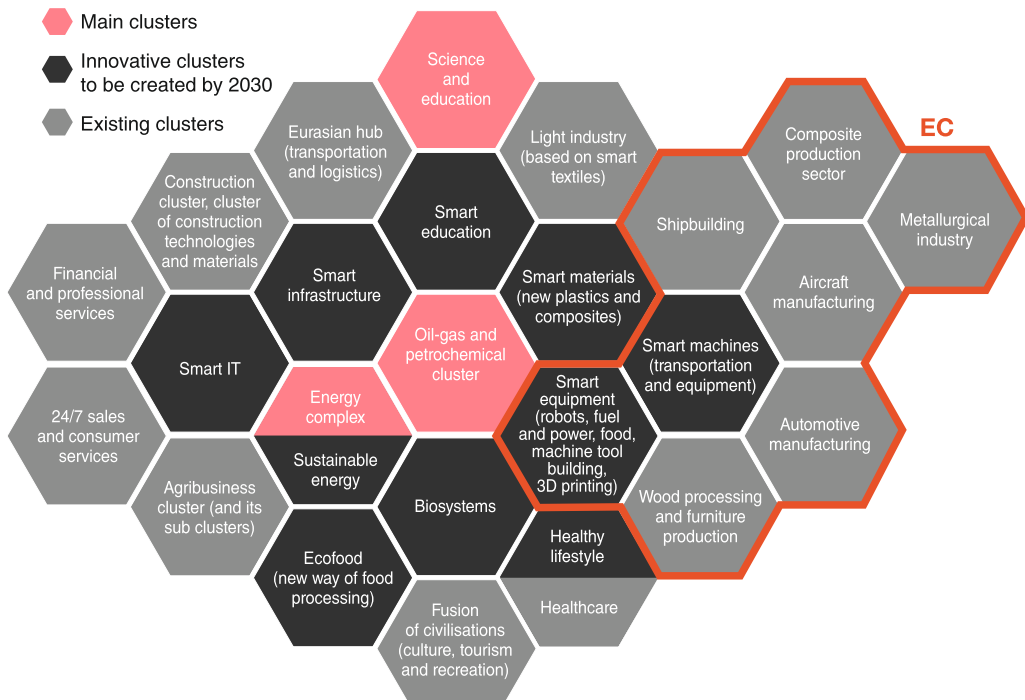 Main clusters
Innovative clusters
to be created by 2030
Existing clusters
Science
and
education
EC
Composite
production
sector
Eurasian hub
(transportation
and logistics)
Light industry
(based on smart
textiles)
Construction
cluster, cluster
of construction
technologies
and materials
Smart
education
Shipbuilding
Metallurgical
industry
Financial
and professional
services
Smart
infrastructure
Smart materials
(new plastics and
composites)
Aircraft
manufacturing
Smart IT
Oil-gas and
petrochemical
cluster
Smart machines
(transportation
and equipment)
Energy
complex
Sustainable
energy
Smart
equipment
(robots, fuel
and power, food,
machine tool
building,
3D printing)
24/7 sales
and consumer
services
Automotive
manufacturing
Agribusiness
cluster (and its
sub clusters)
Biosystems
Wood processing
and furniture
production
Ecofood
(new way of food
processing)
Healthy
lifestyle
Healthcare
Fusion
of civilisations
(culture, tourism
and recreation)